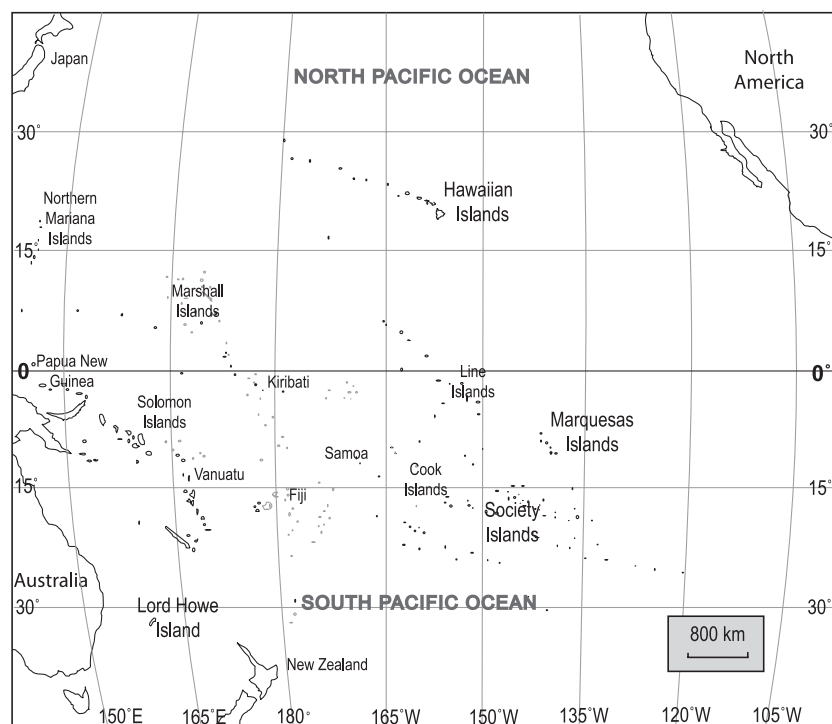 Japan
NORTH PACIFIC OCEAN
North
America
30°
30°
Northern
Mariana
Islands
Hawaiian
Islands
15°
15°
Marshall
Islands
0°
0°
Papua New
Guinea
Kiribati
Line
Islands
Solomon
Islands
Marquesas
Islands
Samoa
Vanuatu
Cook
Islands
15°
15°
Fiji
Society
Islands
Australia
30°
30°
Lord Howe
Island
SOUTH PACIFIC OCEAN
800 km
New Zealand
150°E
165°E
180°
165°W
150°W
135°W
120°W
105°W